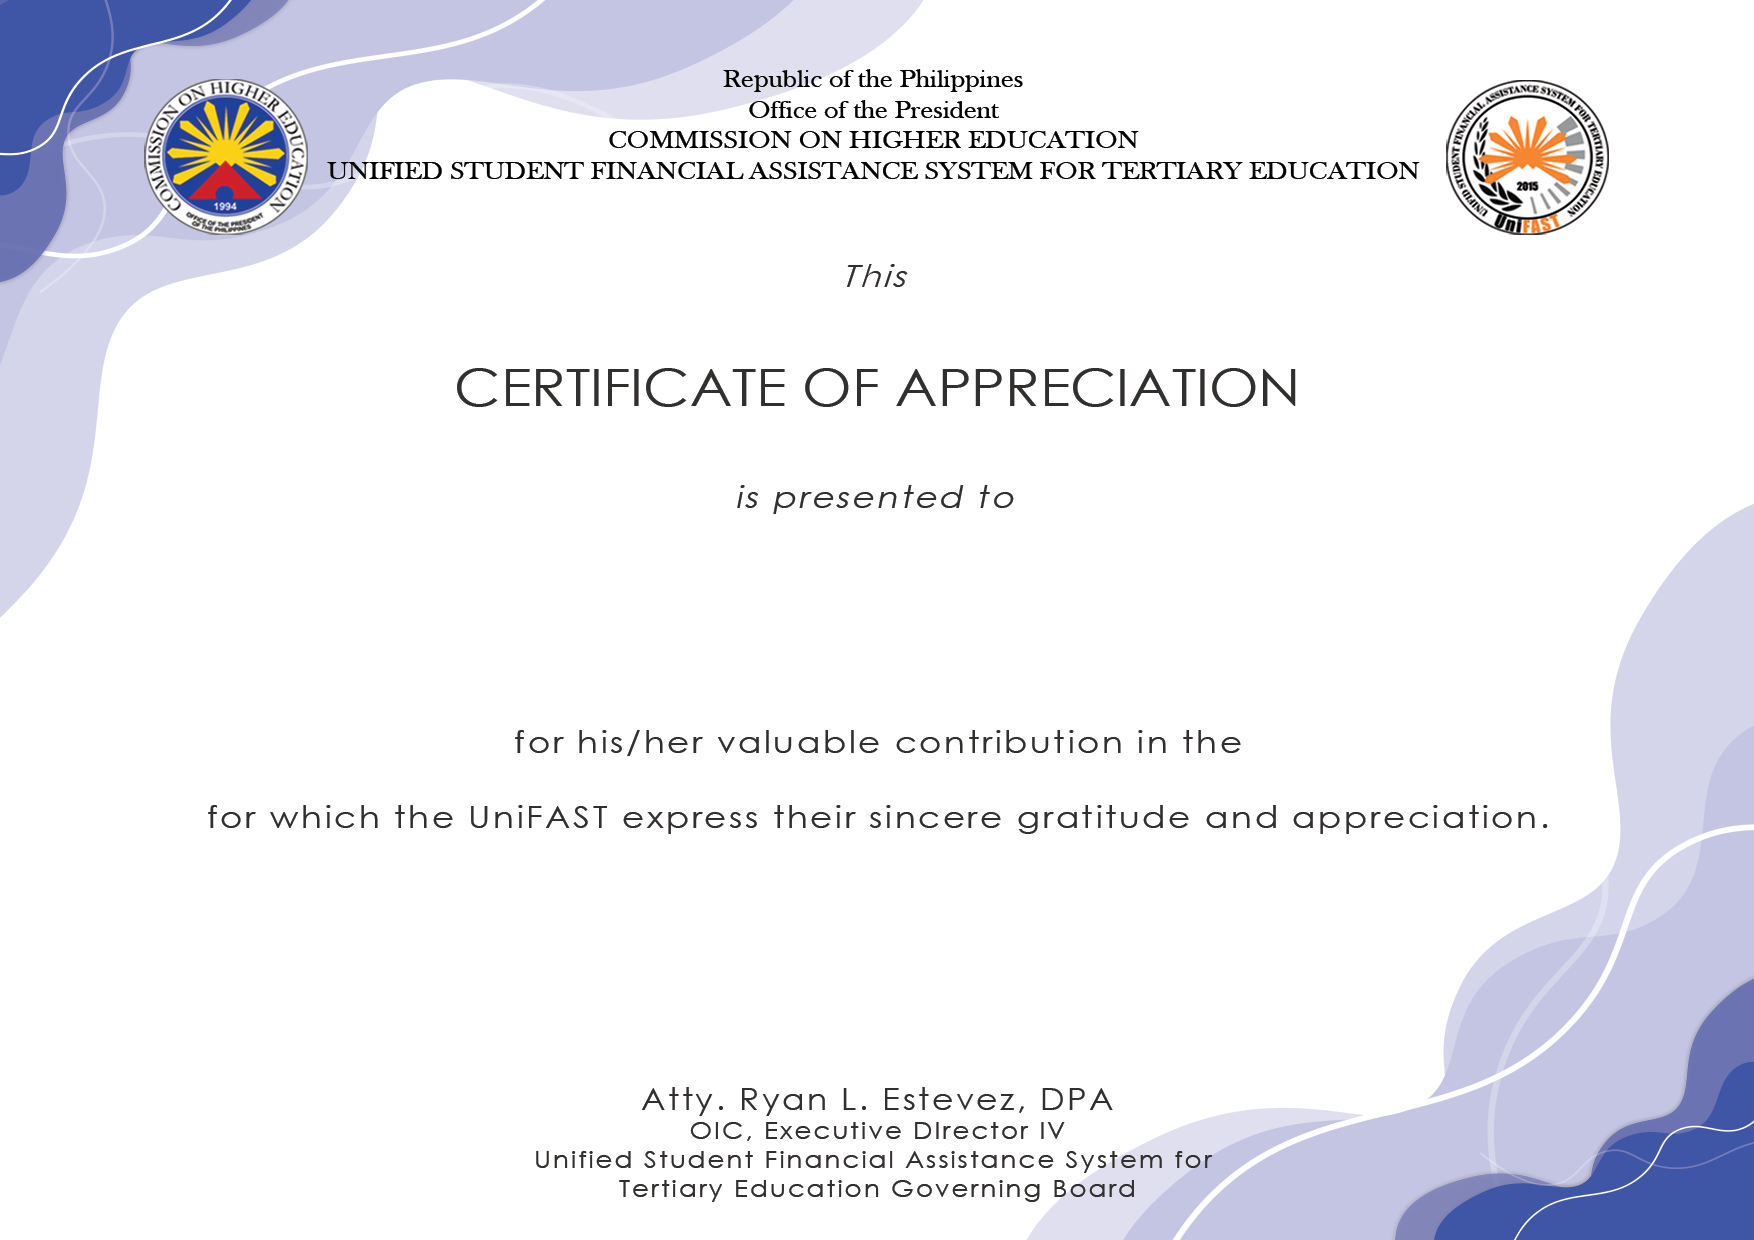 Republic of the Philippines
Office of the President
COMMISSION ON HIGHER EDUCATION
UNIFIED STUDENT FINANCIAL ASSISTANCE SYSTEM FOR TERTIARY EDUCATION
COMMISSION ON HIGHER EDUCATION
1994
OFFICE OF THE PRESIDENT
OF THE PHILIPPINES
UNIFIED STUDENT FINANCIAL ASSISTANCE SYSTEM FOR TERTIARY EDUCATION
2015
UniFAST
This
CERTIFICATE OF APPRECIATION
is presented to
for his/her valuable contribution in the
for which the UniFAST express their sincere gratitude and appreciation.
Atty. Ryan L. Estevez, DPA
OIC, Executive DIrector IV
Unified Student Financial Assistance System for
Tertiary Education Governing Board